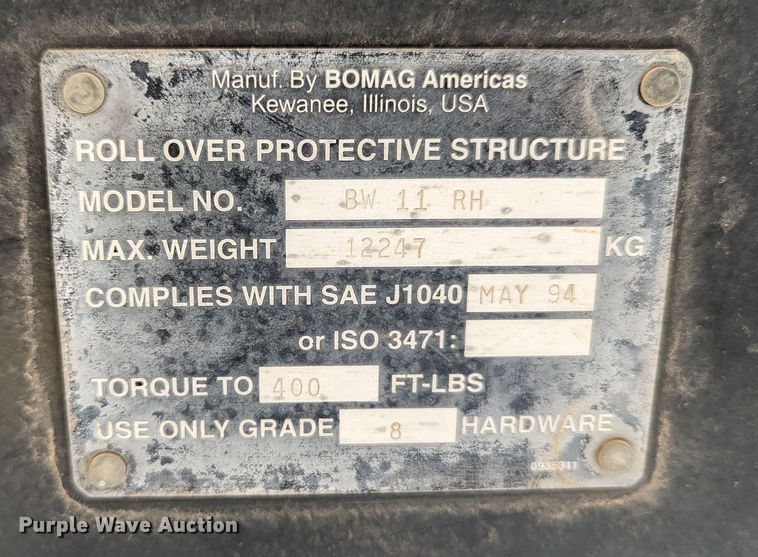 Manuf. By BOMAG Americas
Kewanee, Illinois, USA
ROLL OVER PROTECTIVE STRUCTURE
MODEL NO. BW 11 RH
MAX. WEIGHT 12247 KG
COMPLIES WITH SAE J1040 MAY 94
or ISO 3471:
TORQUE TO 400 FT-LBS
USE ONLY GRADE 8 HARDWARE
Purple Wave Auction